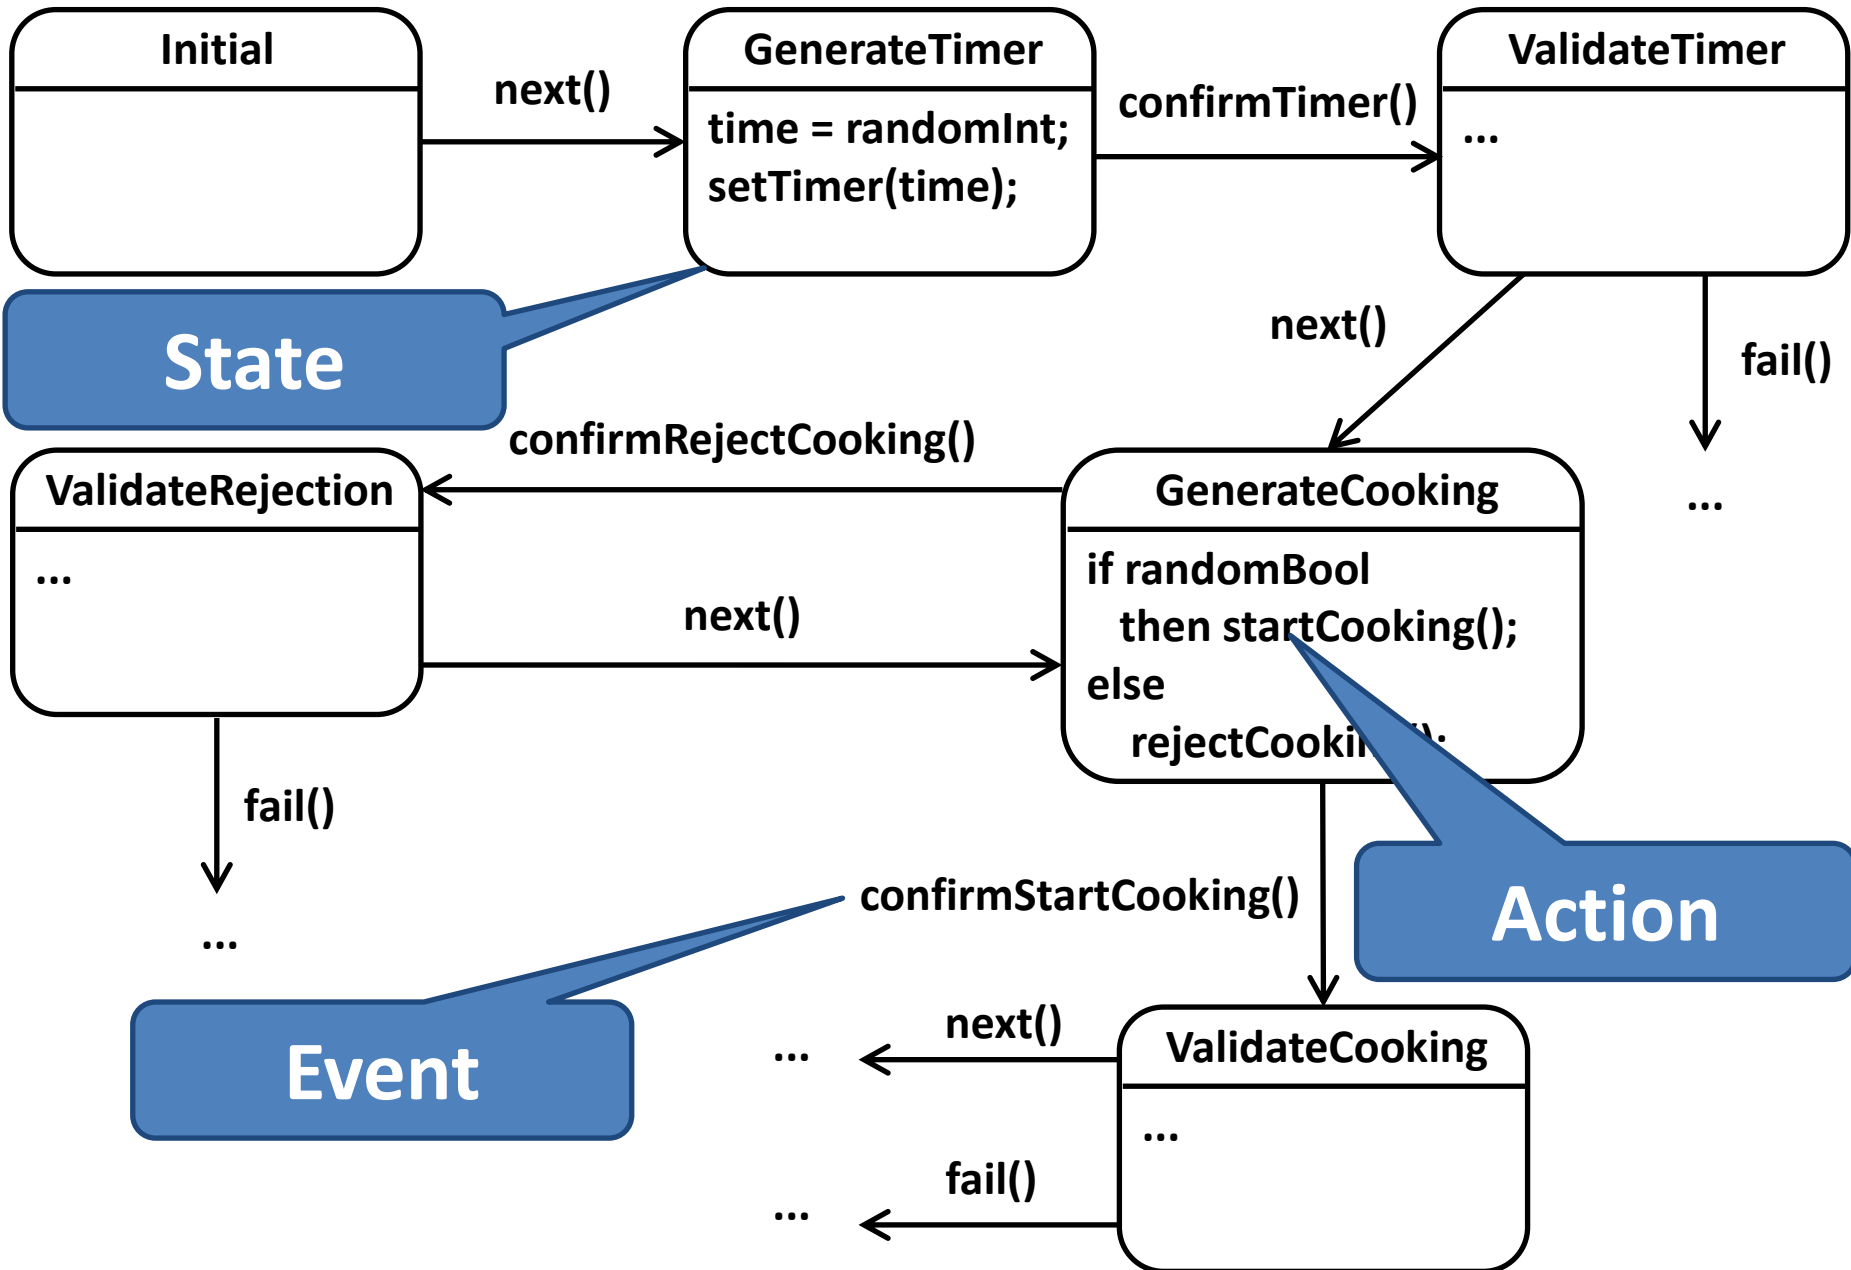 Initial
next()
GenerateTimer
time = randomInt;
setTimer(time);
confirmTimer()
ValidateTimer
...
State
next()
fail()
...
confirmRejectCooking()
ValidateRejection
...
next()
GenerateCooking
if randomBool
then startCooking();
else
rejectCooking();
fail()
...
confirmStartCooking()
Action
Event
next()
...
ValidateCooking
...
fail()
...